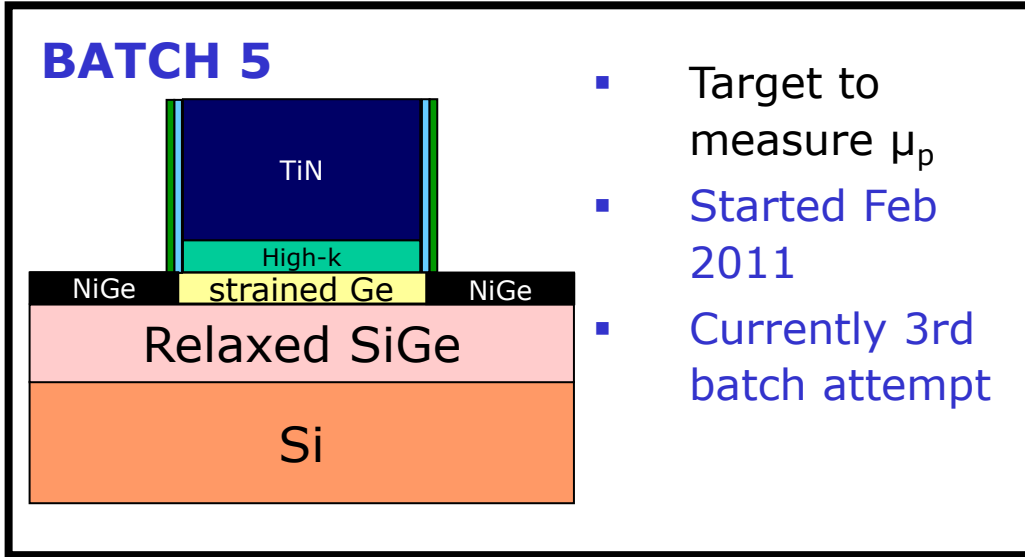 BATCH 5
TiN
High-k
NiGe
strained Ge
NiGe
Relaxed SiGe
Si
▪ Target to
measure μₚ
▪ Started Feb
2011
▪ Currently 3rd
batch attempt